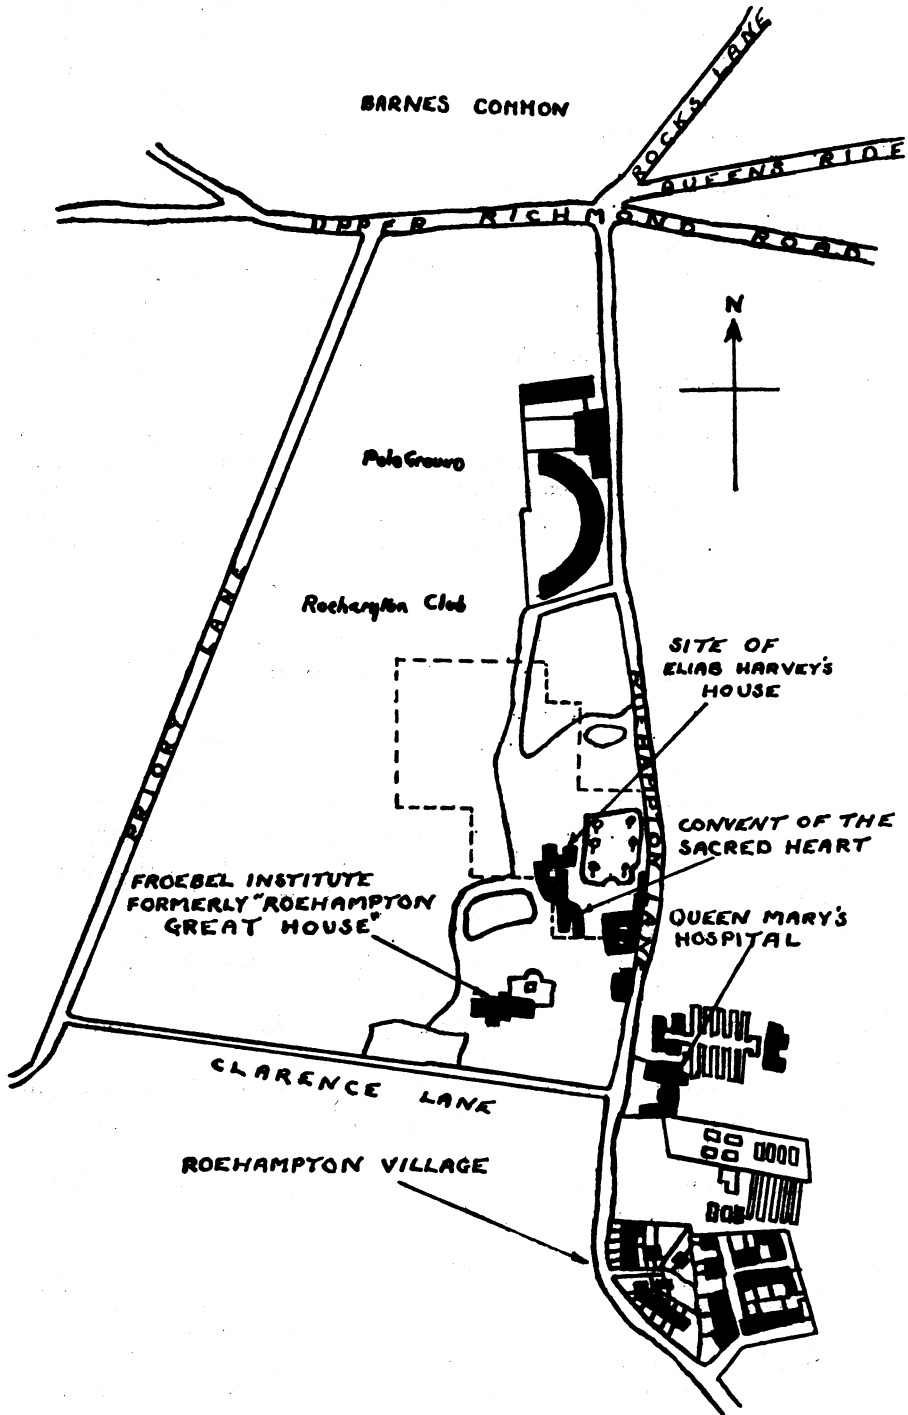 BARNES COMMON
ROCKS LANE
QUEENS RIDE
UPPER RICHMOND ROAD
N
Polo Ground
PRIORY LANE
Roehampton Club
SITE OF
ELIAB HARVEY'S
HOUSE
ROEHAMPTON LANE
CONVENT OF THE
SACRED HEART
FROEBEL INSTITUTE
FORMERLY "ROEHAMPTON
GREAT HOUSE"
QUEEN MARY'S
HOSPITAL
CLARENCE LANE
ROEHAMPTON VILLAGE